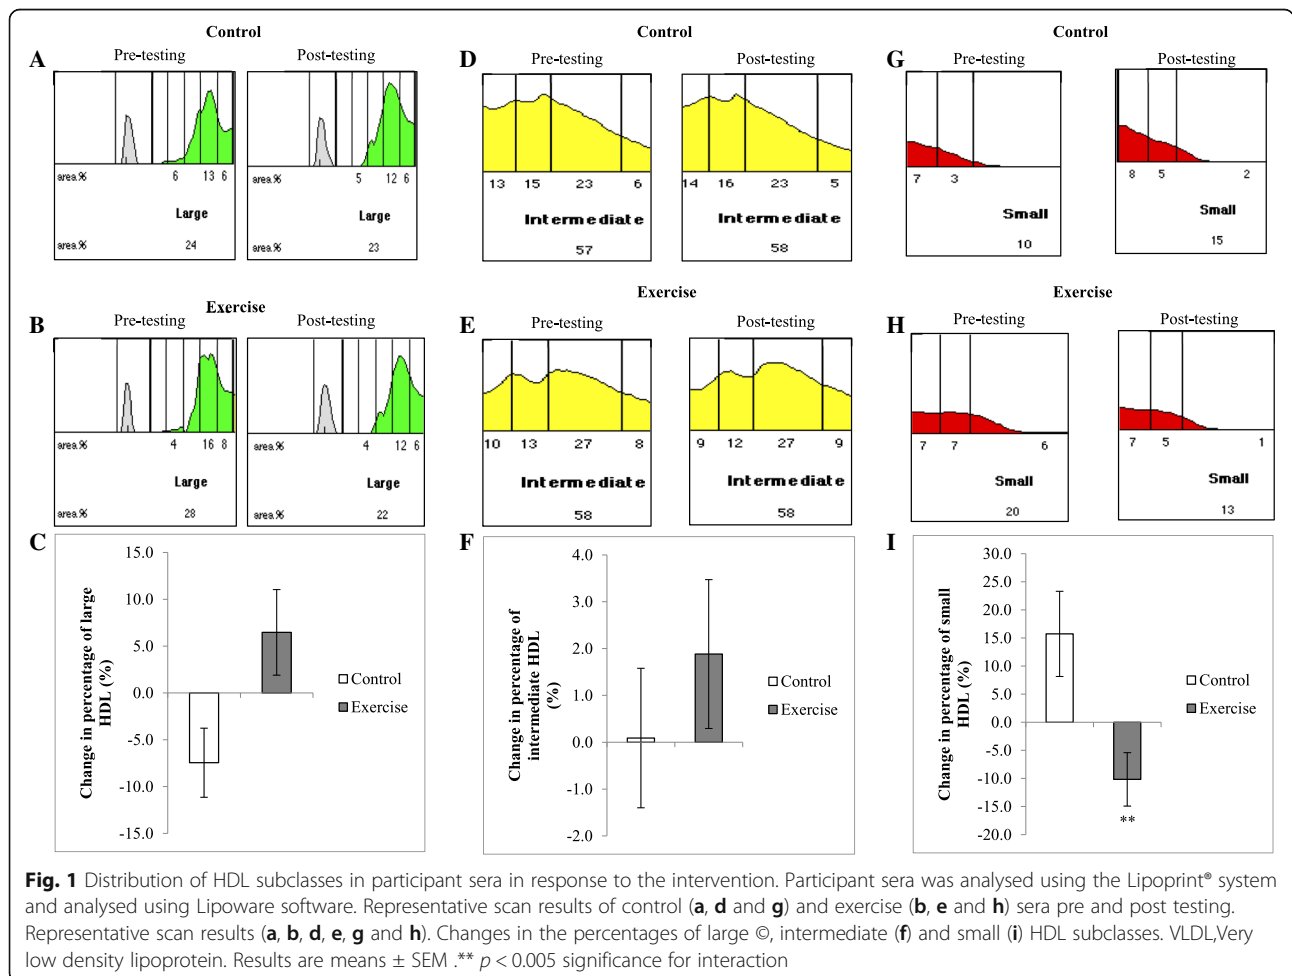 Control
A
Pre-testing
Post-testing
area%
6 13 6
Large
area%
24
area%
5 12 6
Large
area%
23
Exercise
B
Pre-testing
Post-testing
area%
4 16 8
Large
area%
28
area%
4 12 6
Large
area%
22
C
Change in percentage of large
HDL (%)
15.0
10.0
5.0
0.0
-5.0
-10.0
-15.0
Control
Exercise
Control
D
Pre-testing
Post-testing
13 15 23 6
Intermediate
57
14 16 23 5
Intermediate
58
Exercise
E
Pre-testing
Post-testing
10 13 27 8
Intermediate
58
9 12 27 9
Intermediate
58
F
Change in percentage of
intermediate HDL
(%)
4.0
3.0
2.0
1.0
0.0
-1.0
-2.0
Control
Exercise
Control
G
Pre-testing
Post-testing
7 3
Small
10
8 5 2
Small
15
Exercise
H
Pre-testing
Post-testing
7 7 6
Small
20
7 5 1
Small
13
I
Change in percentage of small
HDL (%)
30.0
25.0
20.0
15.0
10.0
5.0
0.0
-5.0
-10.0
-15.0
-20.0
**
Control
Exercise
Fig. 1 Distribution of HDL subclasses in participant sera in response to the intervention. Participant sera was analysed using the Lipoprint® system
and analysed using Lipoware software. Representative scan results of control (a, d and g) and exercise (b, e and h) sera pre and post testing.
Representative scan results (a, b, d, e, g and h). Changes in the percentages of large ©, intermediate (f) and small (i) HDL subclasses. VLDL,Very
low density lipoprotein. Results are means ± SEM .** p < 0.005 significance for interaction